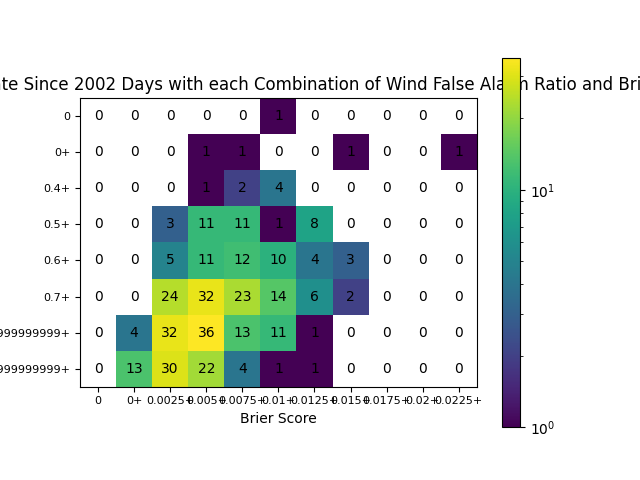 te Since 2002 Days with each Combination of Wind False Alarm Ratio and Bri
0 0 0 0 0 0 1 0 0 0 0 0
0+ 0 0 0 1 1 0 0 1 0 0 1
0.4+ 0 0 0 1 2 4 0 0 0 0 0
0.5+ 0 0 3 11 11 1 8 0 0 0 0
0.6+ 0 0 5 11 12 10 4 3 0 0 0
0.7+ 0 0 24 32 23 14 6 2 0 0 0
999999999+ 0 4 32 36 13 11 1 0 0 0 0
999999999+ 0 13 30 22 4 1 1 0 0 0 0
0 0+ 0.0025+ 0.005+ 0.0075+ 0.01+ 0.0125+ 0.015+ 0.0175+ 0.02+ 0.0225+
Brier Score
10^1
10^0